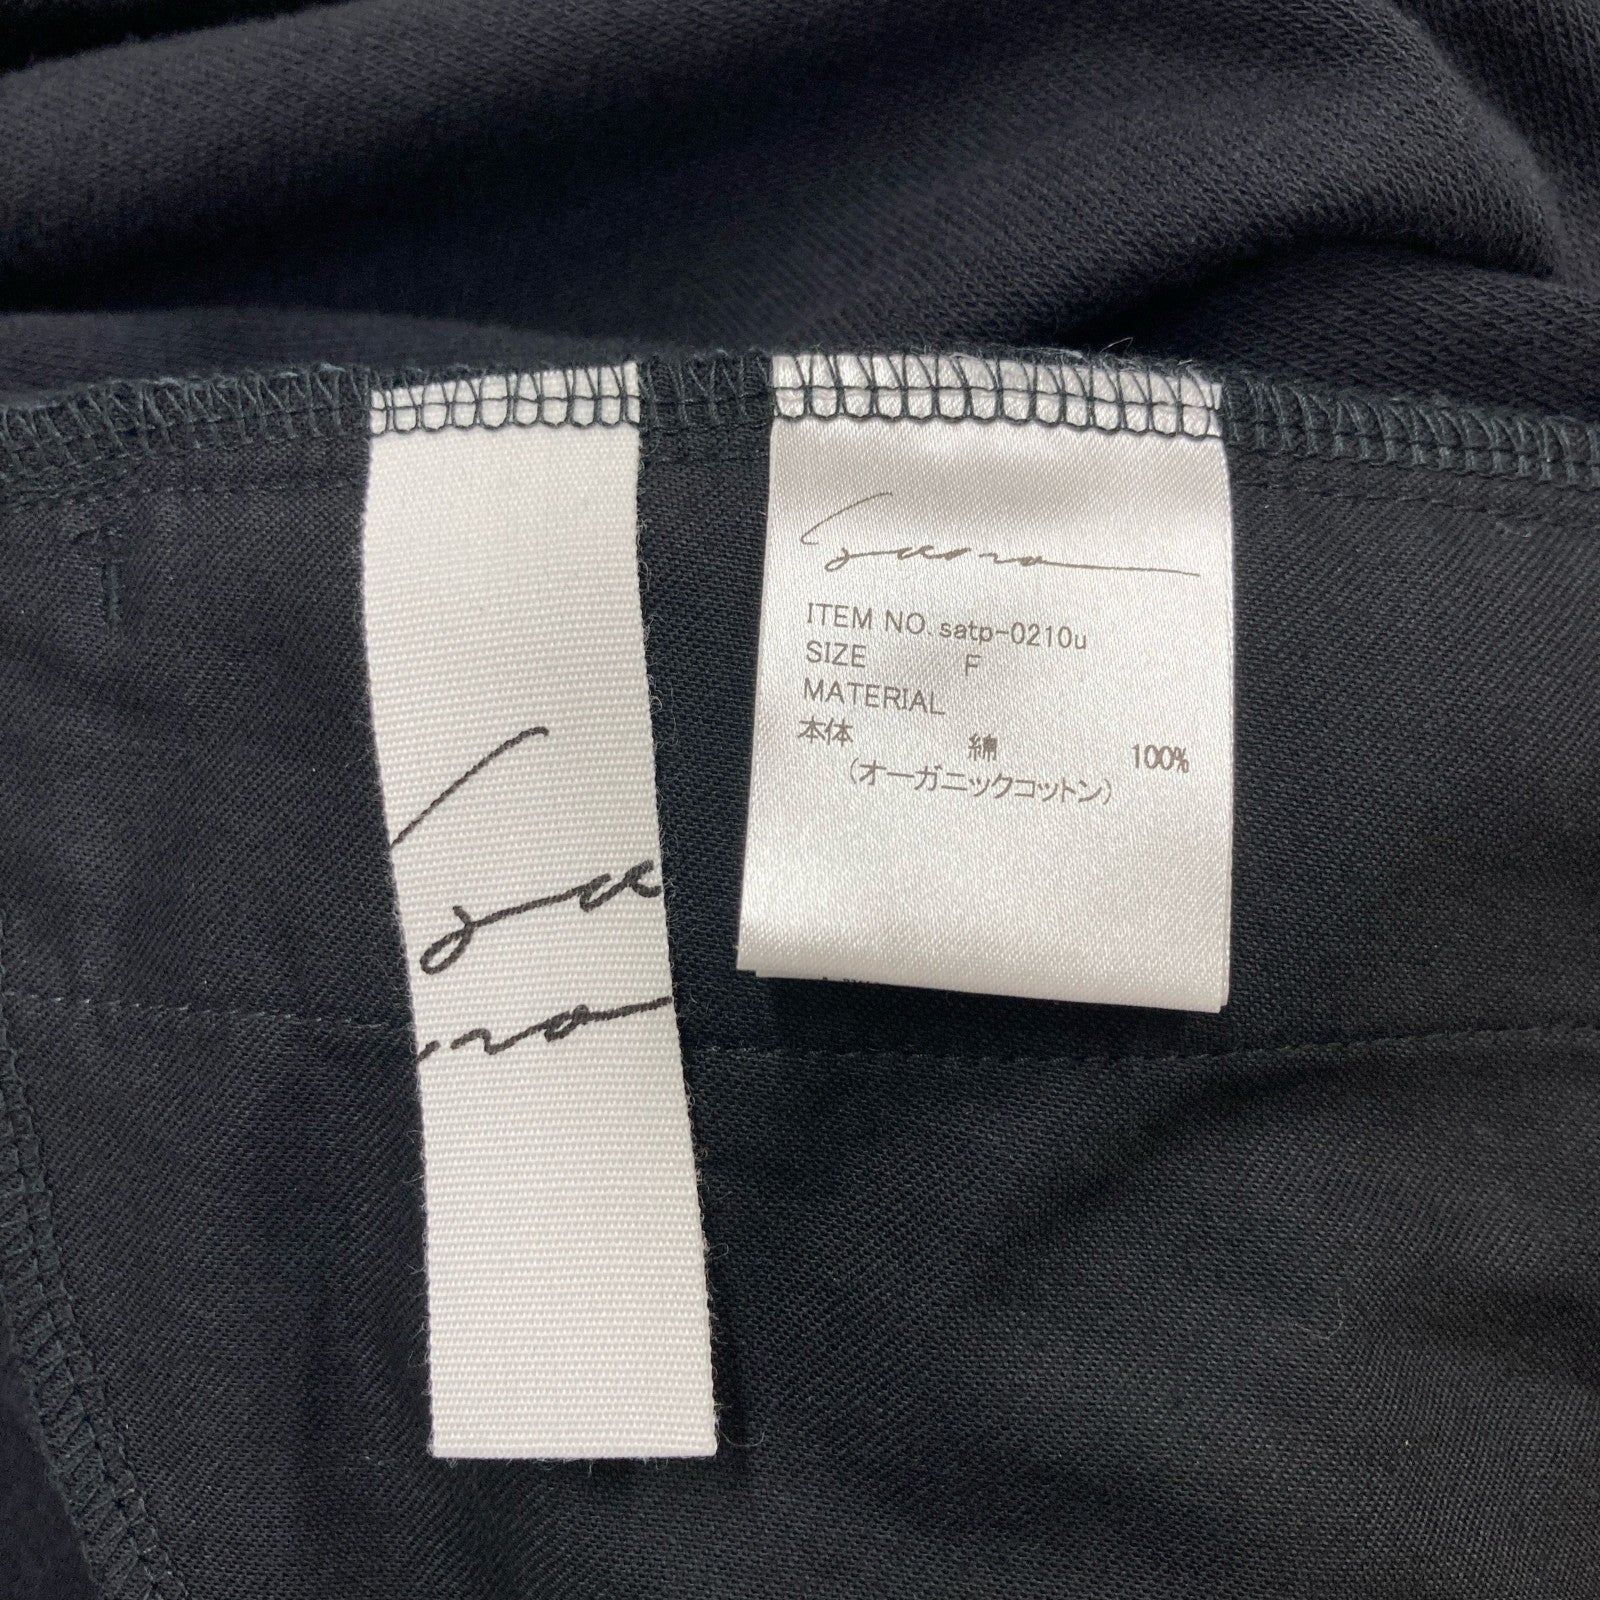 ITEM NO. satp-0210u
SIZE F
MATERIAL
本体 綿 100%
(オーガニックコットン)